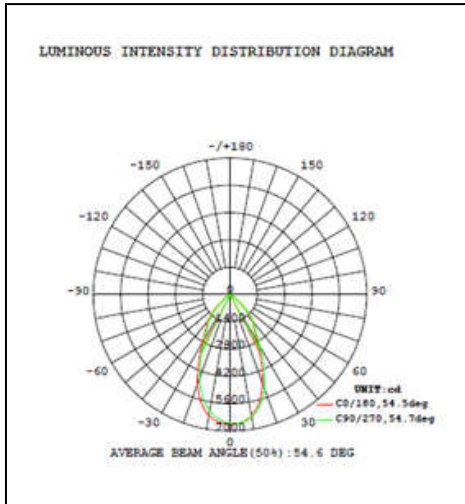 LUMINOUS INTENSITY DISTRIBUTION DIAGRAM
-/+180
-150 150
-120 120
-90 0 90
1400
2800
4200
-60 60
5600
UNIT:cd
C0/180,54.5deg
-30 30
C90/270,54.7deg
7000
0
AVERAGE BEAM ANGLE(50%):54.6 DEG